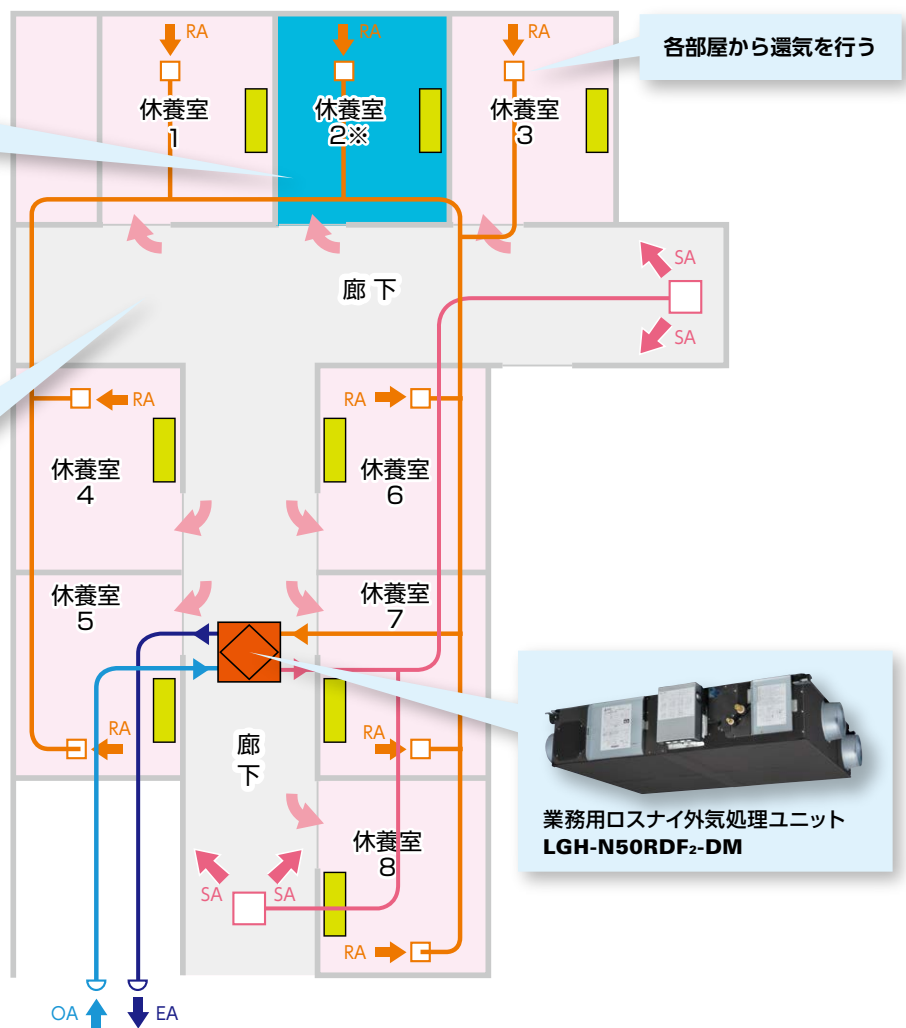 RA
RA
RA
各部屋から還気を行う
休養室
1
休養室
2※
休養室
3
SA
廊下
SA
RA
RA
休養室
4
休養室
6
休養室
5
休養室
7
RA
RA
廊
下
業務用ロスナイ外気処理ユニット
LGH-N50RDF₂-DM
休養室
8
SA
SA
RA
OA
EA